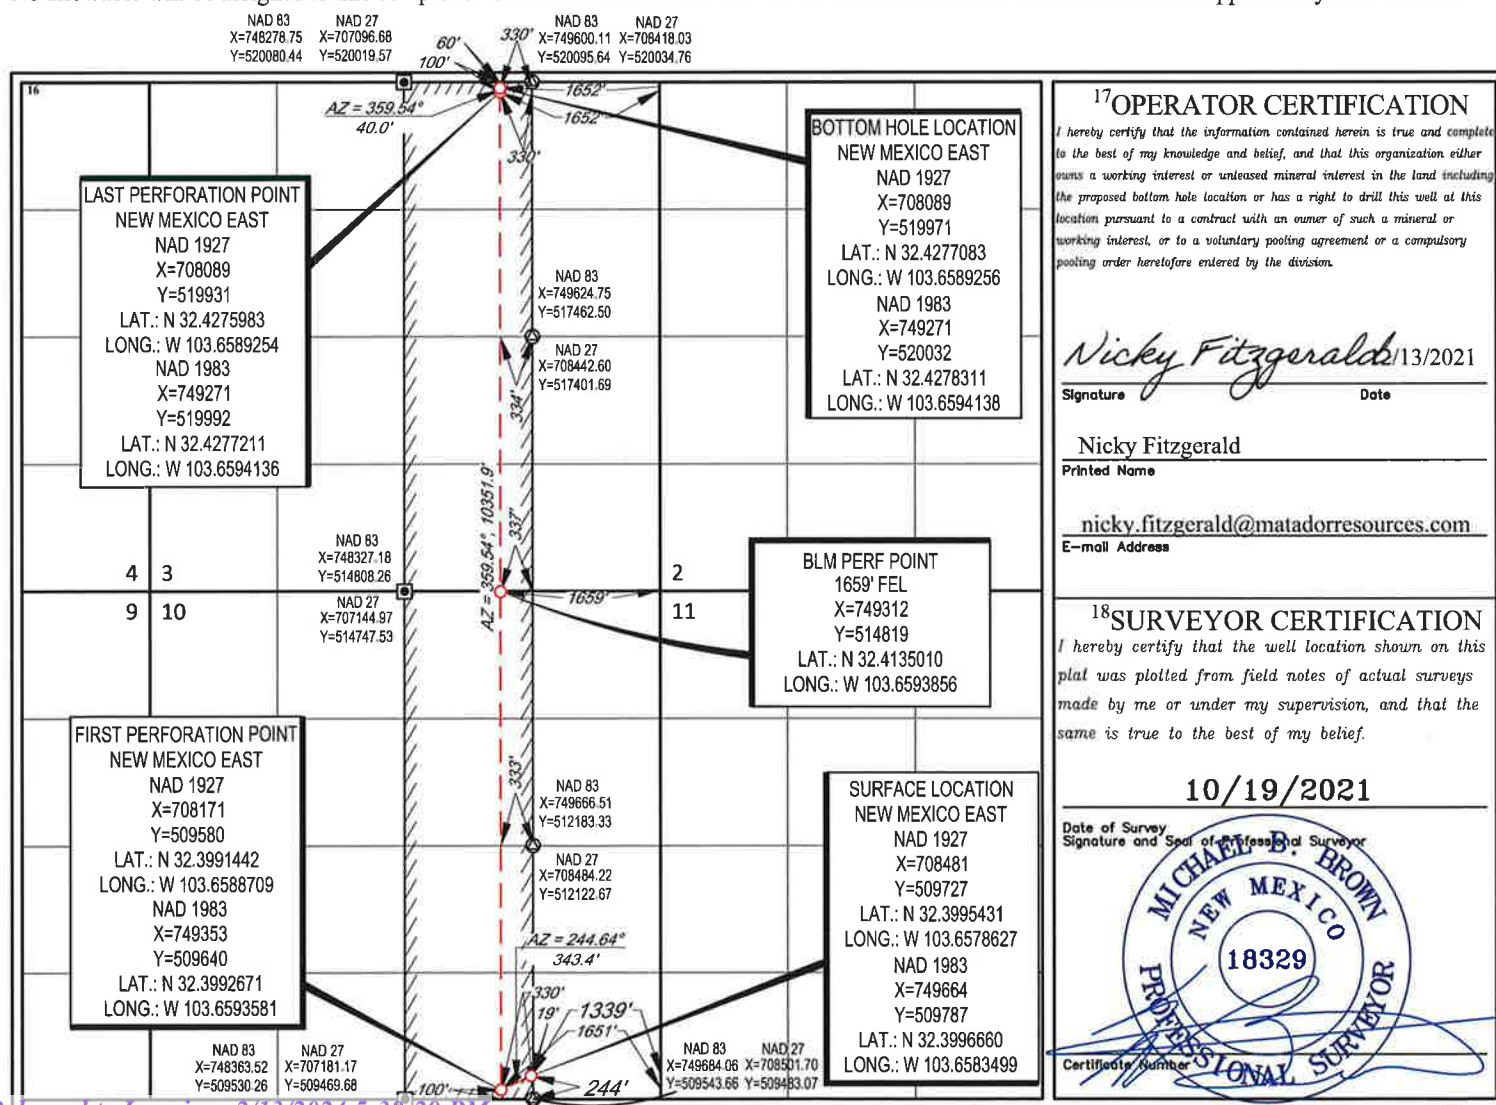 NAD 83 NAD 27
X=748278.75 X=707096.68
Y=520080.44 Y=520019.57
60'
100'
330'
NAD 83 NAD 27
X=749600.11 X=708418.03
Y=520095.64 Y=520034.76
16
AZ = 359.54°
40.0'
1652'
1652'
330'
LAST PERFORATION POINT
NEW MEXICO EAST
NAD 1927
X=708089
Y=519931
LAT.: N 32.4275983
LONG.: W 103.6589254
NAD 1983
X=749271
Y=519992
LAT.: N 32.4277211
LONG.: W 103.6594136
BOTTOM HOLE LOCATION
NEW MEXICO EAST
NAD 1927
X=708089
Y=519971
LAT.: N 32.4277083
LONG.: W 103.6589256
NAD 1983
X=749271
Y=520032
LAT.: N 32.4278311
LONG.: W 103.6594138
NAD 83
X=749624.75
Y=517462.50
NAD 27
X=708442.60
Y=517401.69
334'
AZ = 359.54°, 10351.9'
337'
NAD 83
X=748327.18
Y=514808.26
NAD 27
X=707144.97
Y=514747.53
4 3
9 10
2
11
1659'
BLM PERF POINT
1659' FEL
X=749312
Y=514819
LAT.: N 32.4135010
LONG.: W 103.6593856
FIRST PERFORATION POINT
NEW MEXICO EAST
NAD 1927
X=708171
Y=509580
LAT.: N 32.3991442
LONG.: W 103.6588709
NAD 1983
X=749353
Y=509640
LAT.: N 32.3992671
LONG.: W 103.6593581
333'
NAD 83
X=749666.51
Y=512183.33
NAD 27
X=708484.22
Y=512122.67
SURFACE LOCATION
NEW MEXICO EAST
NAD 1927
X=708481
Y=509727
LAT.: N 32.3995431
LONG.: W 103.6578627
NAD 1983
X=749664
Y=509787
LAT.: N 32.3996660
LONG.: W 103.6583499
AZ = 244.64°
343.4'
330'
19'
1339'
1651'
NAD 83 NAD 27
X=748363.52 X=707181.17
Y=509530.26 Y=509469.68
100'
244'
NAD 83 NAD 27
X=749684.06 X=708501.70
Y=509543.66 Y=509483.07
17OPERATOR CERTIFICATION
I hereby certify that the information contained herein is true and complete
to the best of my knowledge and belief, and that this organization either
owns a working interest or unleased mineral interest in the land including
the proposed bottom hole location or has a right to drill this well at this
location pursuant to a contract with an owner of such a mineral or
working interest, or to a voluntary pooling agreement or a compulsory
pooling order heretofore entered by the division.
Nicky Fitzgerald /13/2021
Signature Date
Nicky Fitzgerald
Printed Name
nicky.fitzgerald@matadorresources.com
E-mail Address
18SURVEYOR CERTIFICATION
I hereby certify that the well location shown on this
plat was plotted from field notes of actual surveys
made by me or under my supervision, and that the
same is true to the best of my belief.
10/19/2021
Date of Survey
Signature and Seal of Professional Surveyor
MICHAEL B. BROWN
NEW MEXICO
18329
PROFESSIONAL SURVEYOR
Certificate Number